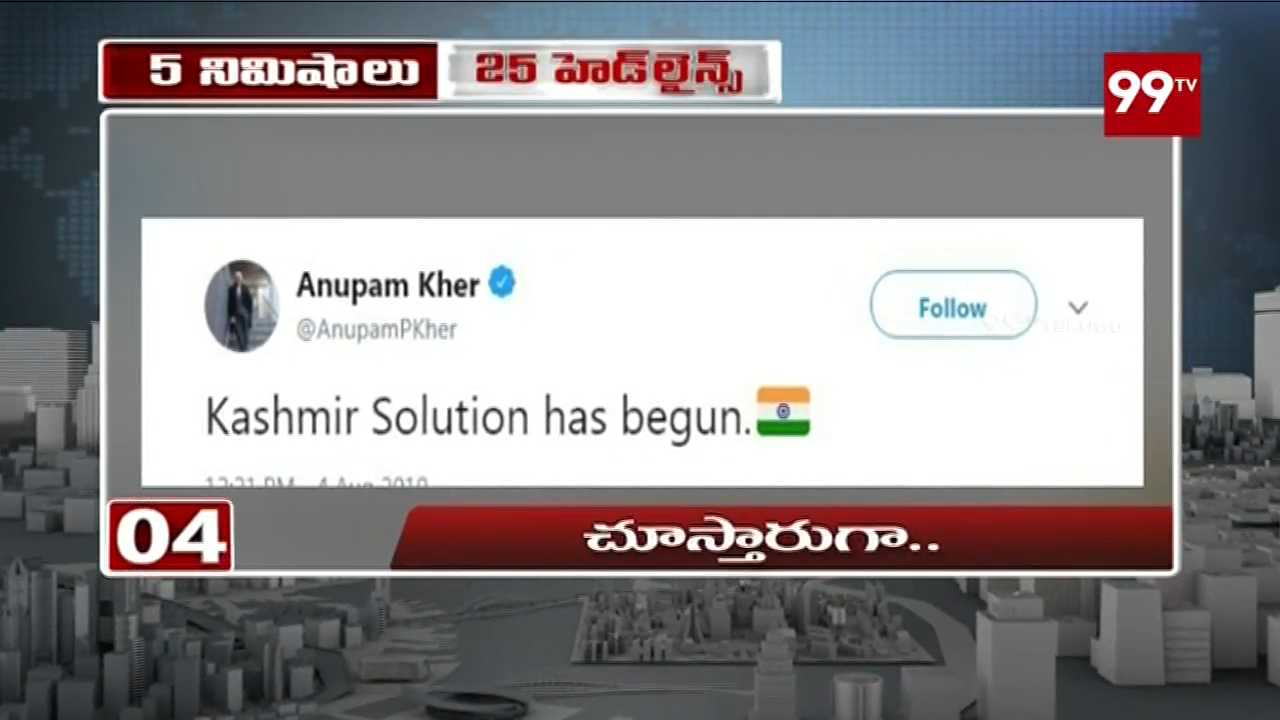 5 నిమిషాలు 25 హెడ్‌లైన్స్
99TV
Anupam Kher
@AnupamPKher
Follow
Kashmir Solution has begun.
04
చూస్తారుగా..